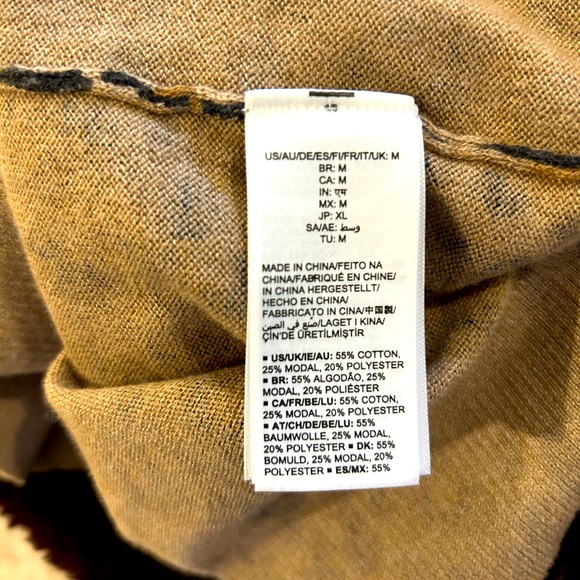 US/AU/DE/ES/FI/FR/IT/UK: M
BR: M
CA: M
IN: एम
MX: M
JP: XL
SA/AE: وسط
TU: M
MADE IN CHINA/FEITO NA
CHINA/FABRIQUÉ EN CHINE/
IN CHINA HERGESTELLT/
HECHO EN CHINA/
FABBRICATO IN CINA/中国製/
صنع في الصين/LAGET I KINA/
ÇİN'DE ÜRETİLMİŞTİR
▪ US/UK/IE/AU: 55% COTTON,
25% MODAL, 20% POLYESTER
▪ BR: 55% ALGODÃO, 25%
MODAL, 20% POLIÉSTER
▪ CA/FR/BE/LU: 55% COTON,
25% MODAL, 20% POLYESTER
▪ AT/CH/DE/BE/LU: 55%
BAUMWOLLE, 25% MODAL,
20% POLYESTER ▪ DK: 55%
BOMULD, 25% MODAL, 20%
POLYESTER ▪ ES/MX: 55%